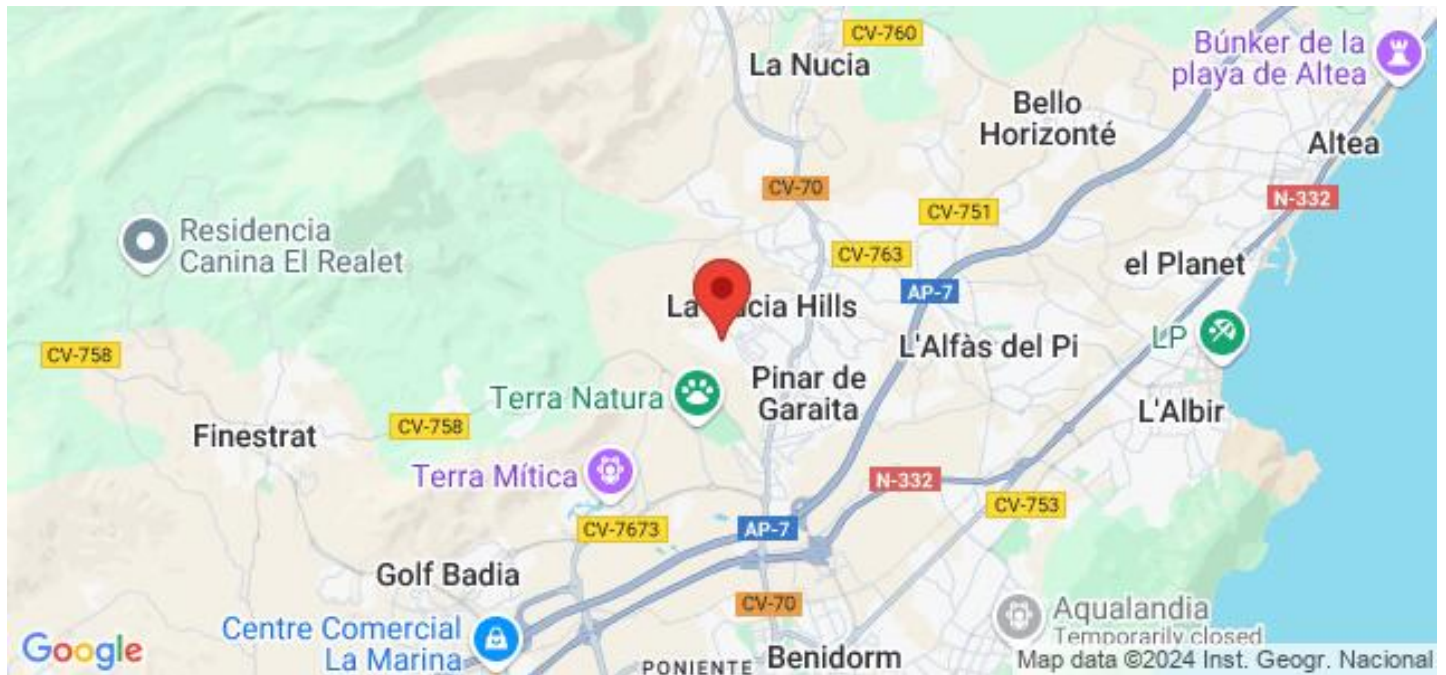 CV-760
La Nucia
Búnker de la
playa de Altea
Bello
Horizonté
Altea
CV-70
N-332
CV-751
Residencia
Canina El Realet
CV-763
el Planet
AP-7
La Nucia Hills
LP
L'Alfàs del Pi
CV-758
Pinar de
Garaita
Terra Natura
L'Albir
Finestrat
CV-758
Terra Mítica
N-332
CV-753
CV-7673
AP-7
Golf Badia
CV-70
Aqualandia
Temporarily closed
Centre Comercial
La Marina
PONIENTE
Benidorm
Google
Map data ©2024 Inst. Geogr. Nacional